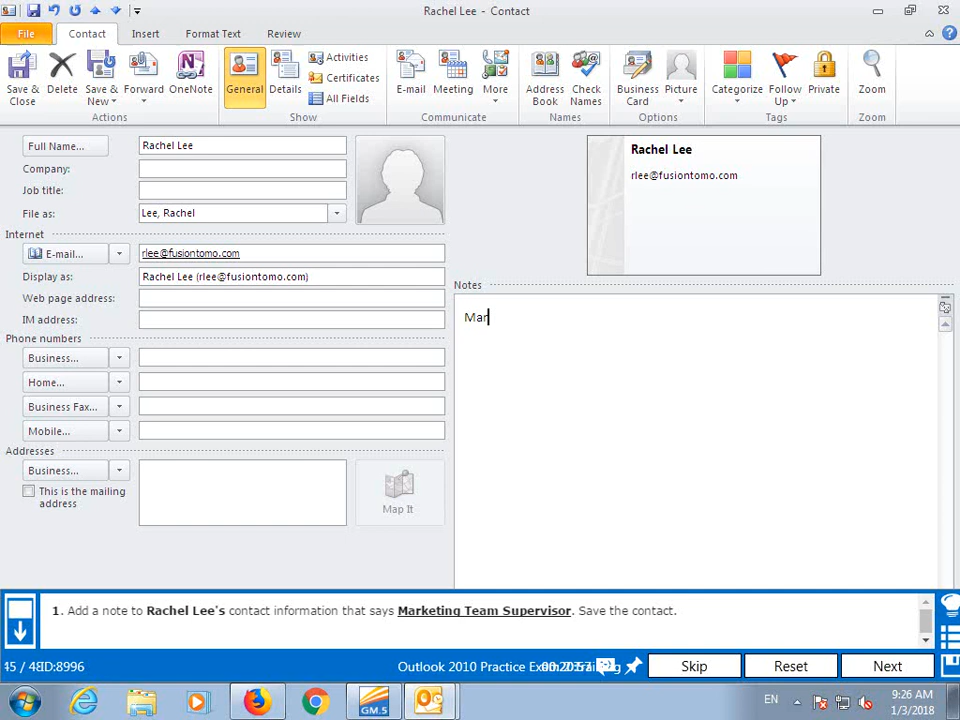 Rachel Lee - Contact
File
Contact
Insert
Format Text
Review
Save & Close
Delete
Save & New
Forward
OneNote
Actions
General
Details
Activities
Certificates
All Fields
Show
E-mail
Meeting
More
Communicate
Address Book
Check Names
Names
Business Card
Picture
Options
Categorize
Follow Up
Private
Tags
Zoom
Zoom
Full Name...
Rachel Lee
Company:
Job title:
File as:
Lee, Rachel
Internet
E-mail...
rlee@fusiontomo.com
Display as:
Rachel Lee (rlee@fusiontomo.com)
Web page address:
IM address:
Phone numbers
Business...
Home...
Business Fax...
Mobile...
Addresses
Business...
This is the mailing
address
Map It
Rachel Lee
rlee@fusiontomo.com
Notes
Mar
1. Add a note to Rachel Lee's contact information that says Marketing Team Supervisor. Save the contact.
45 / 48
ID:8996
Outlook 2010 Practice Exam
Skip
Reset
Next
GM.5
EN
9:26 AM
1/3/2018